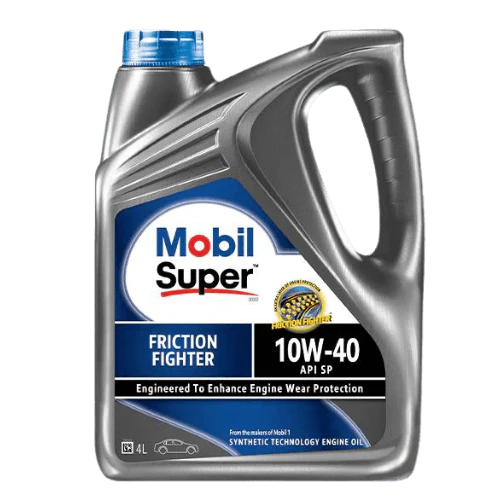 Mobil
Super™
FRICTION FIGHTER
FRICTION
FIGHTER
10W-40
API SP
Engineered To Enhance Engine Wear Protection
From the makers of Mobil 1
SYNTHETIC TECHNOLOGY ENGINE OIL
4L